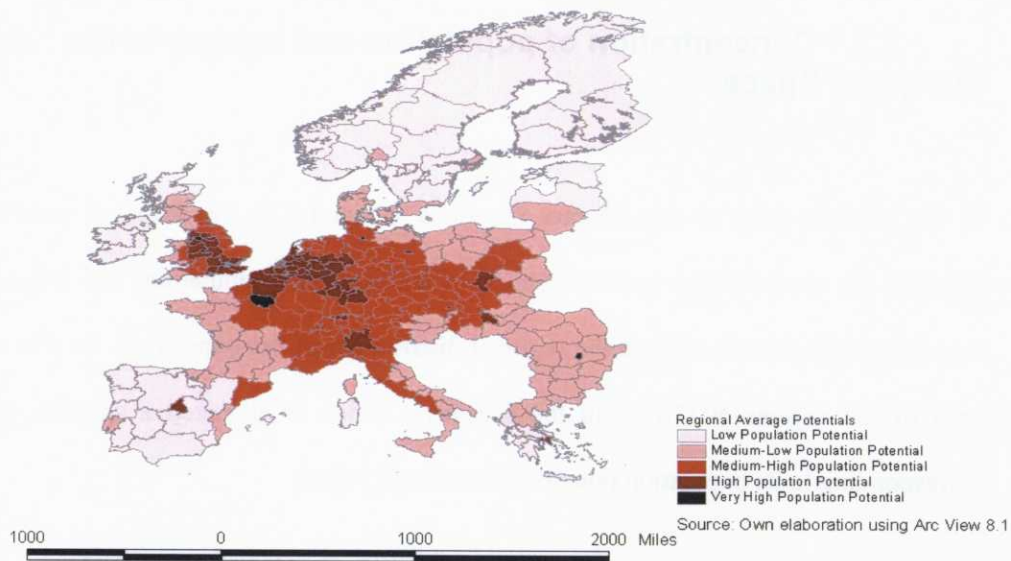 Regional Average Potentials
Low Population Potential
Medium-Low Population Potential
Medium-High Population Potential
High Population Potential
Very High Population Potential
Source: Own elaboration using Arc View 8.1
1000 0 1000 2000 Miles